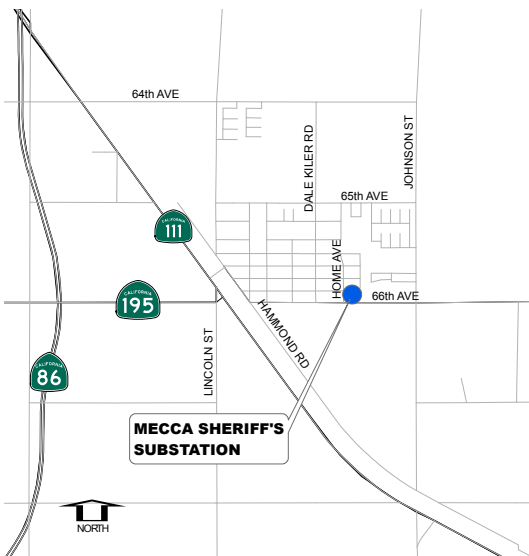 64th AVE
DALE KILER RD
JOHNSON ST
65th AVE
CALIFORNIA
111
HOME AVE
66th AVE
CALIFORNIA
195
HAMMOND RD
LINCOLN ST
CALIFORNIA
86
MECCA SHERIFF'S
SUBSTATION
NORTH